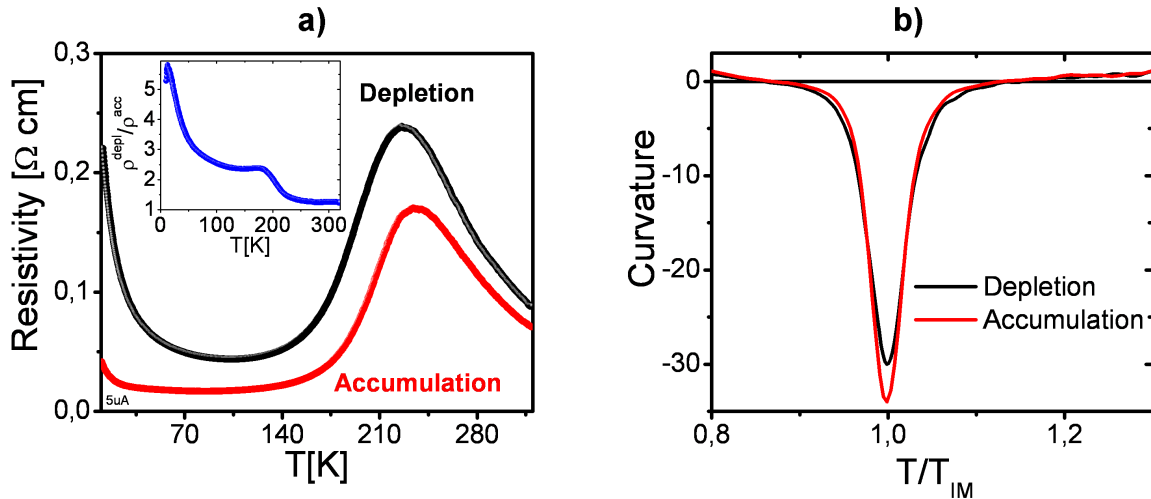 a)
0,3
0,2
0,1
0,0
Resistivity [Ω cm]
70
140
210
280
T[K]
Depletion
Accumulation
5uA
5
4
3
2
1
ρdepl/ρacc
0
100
200
300
T[K]
b)
0
-10
-20
-30
Curvature
Depletion
Accumulation
0,8
1,0
1,2
T/TIM